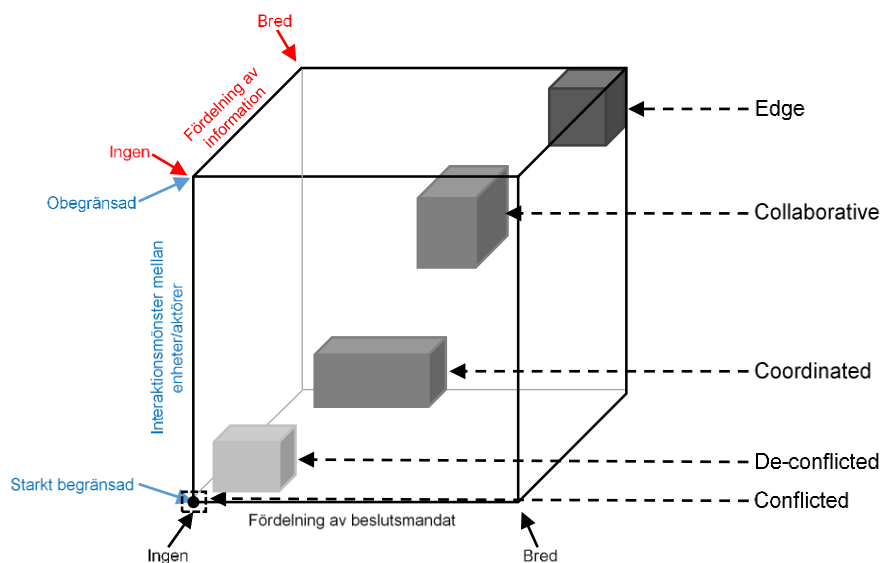 Bred
Fördelning av
information
Ingen
Obegränsad
Interaktionsmönster mellan
enheter/aktörer
Starkt begränsad
Ingen
Fördelning av beslutsmandat
Bred
Edge
Collaborative
Coordinated
De-conflicted
Conflicted